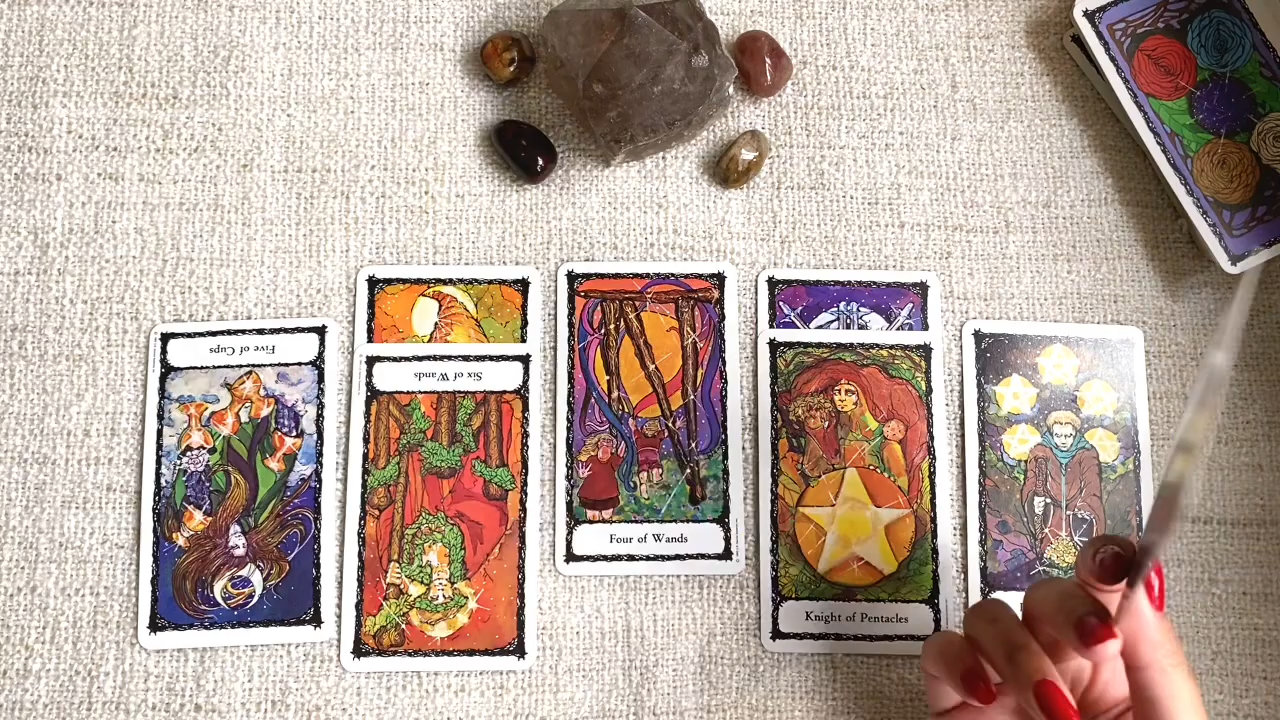 Five of Cups
Six of Wands
Four of Wands
Knight of Pentacles